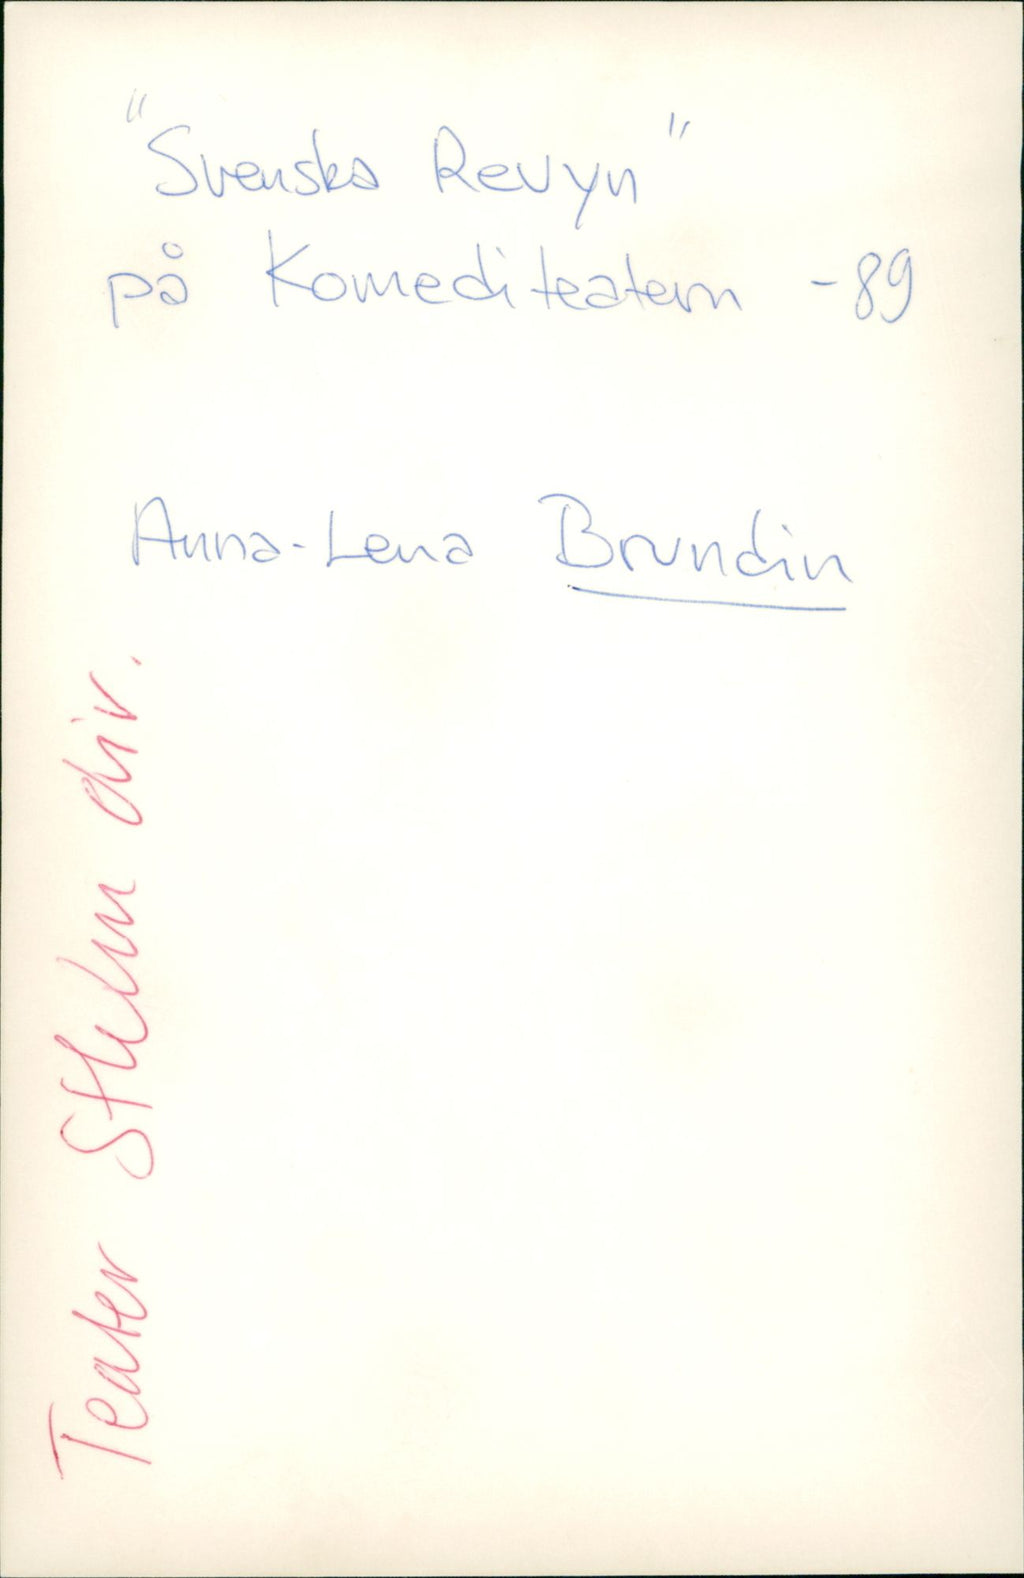 "Svenska Revyn"
på Komediteatern -89
Anna-Lena Brundin
Teater Sthlm div.